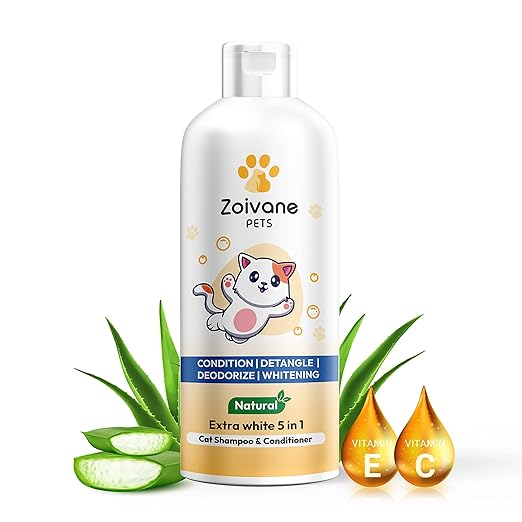 Zoivane
PETS
CONDITION|DETANGLE|
DEODORIZE|WHITENING
Natural
Extra white 5 in 1
Cat Shampoo & Conditioner
VITAMIN
E
VITAMIN
C